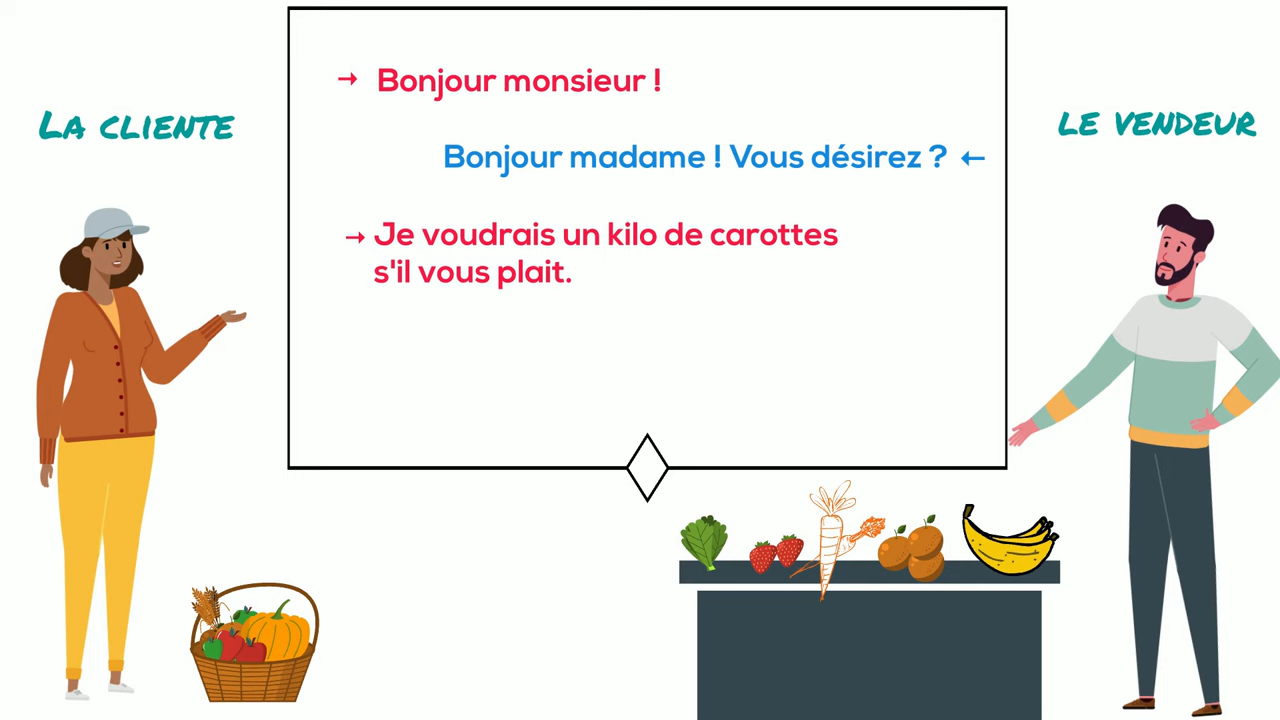 La cliente
le vendeur
→ Bonjour monsieur !
Bonjour madame ! Vous désirez ? ←
→ Je voudrais un kilo de carottes
s'il vous plait.